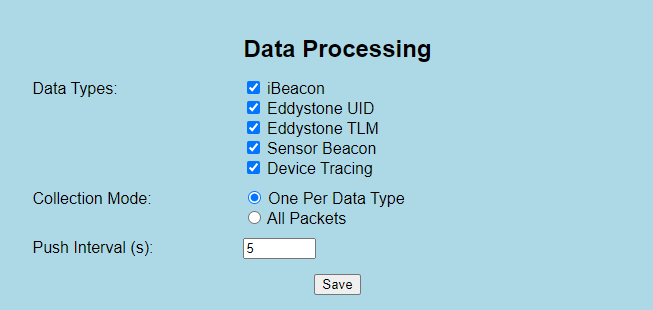 Data Processing
Data Types:
iBeacon
Eddystone UID
Eddystone TLM
Sensor Beacon
Device Tracing
Collection Mode:
One Per Data Type
All Packets
Push Interval (s):
5
Save